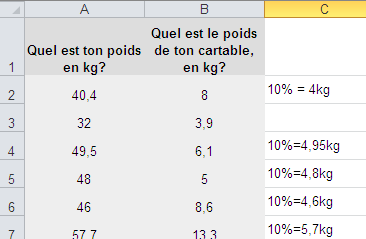 A B C
1 Quel est ton poids en kg? Quel est le poids de ton cartable, en kg?
2 40,4 8 10% = 4kg
3 32 3,9
4 49,5 6,1 10%=4,95kg
5 48 5 10%=4,8kg
6 46 8,6 10%=4,6kg
7 57,7 13,3 10%=5,7kg